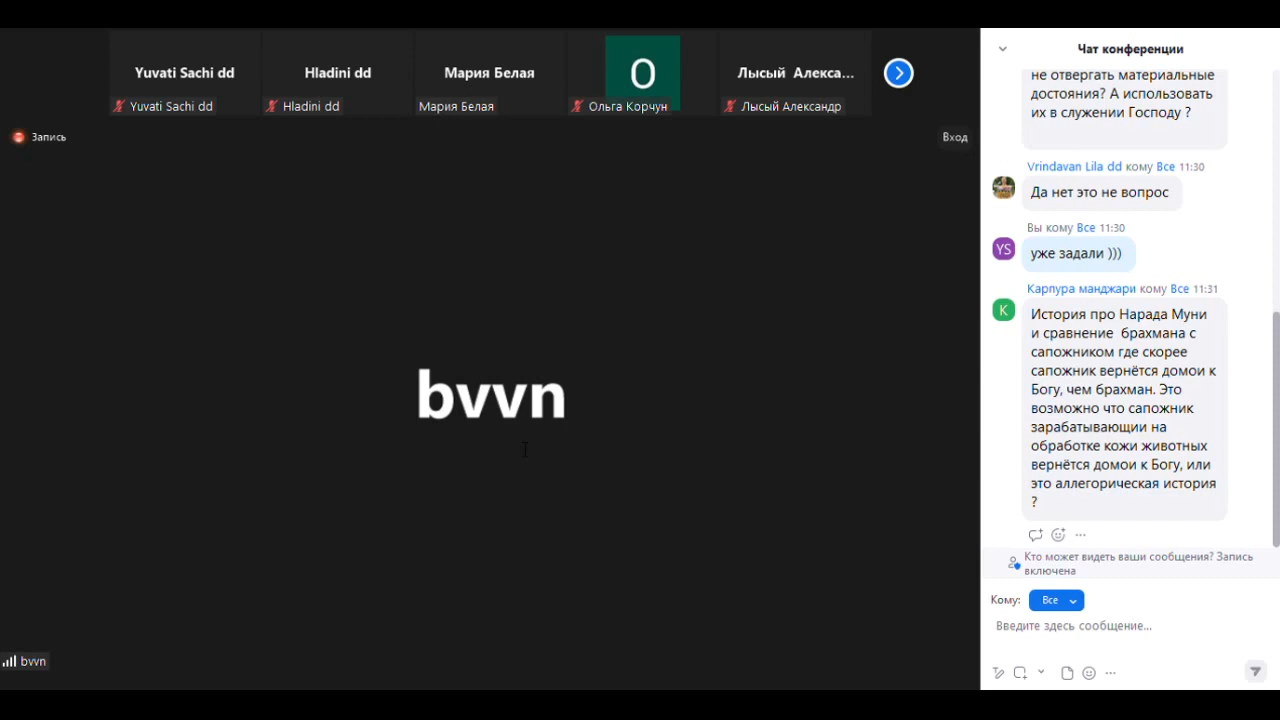 Yuvati Sachi dd
Hladini dd
Мария Белая
O
Лысый Алекса...
Yuvati Sachi dd
Hladini dd
Мария Белая
Ольга Корчун
Лысый Александр
Запись
Вход
bvvn
bvvn
Чат конференции
не отвергать материальные
достояния? А использовать
их в служении Господу ?
Vrindavan Lila dd кому Все 11:30
Да нет это не вопрос
Вы кому Все 11:30
YS
уже задали )))
Карпура манджари кому Все 11:31
К
История про Нарада Муни
и сравнение брахмана с
сапожником где скорее
сапожник вернётся домои к
Богу, чем брахман. Это
возможно что сапожник
зарабатывающии на
обработке кожи животных
вернётся домои к Богу, или
это аллегорическая история
?
Кто может видеть ваши сообщения? Запись
включена
Кому: Все
Введите здесь сообщение...